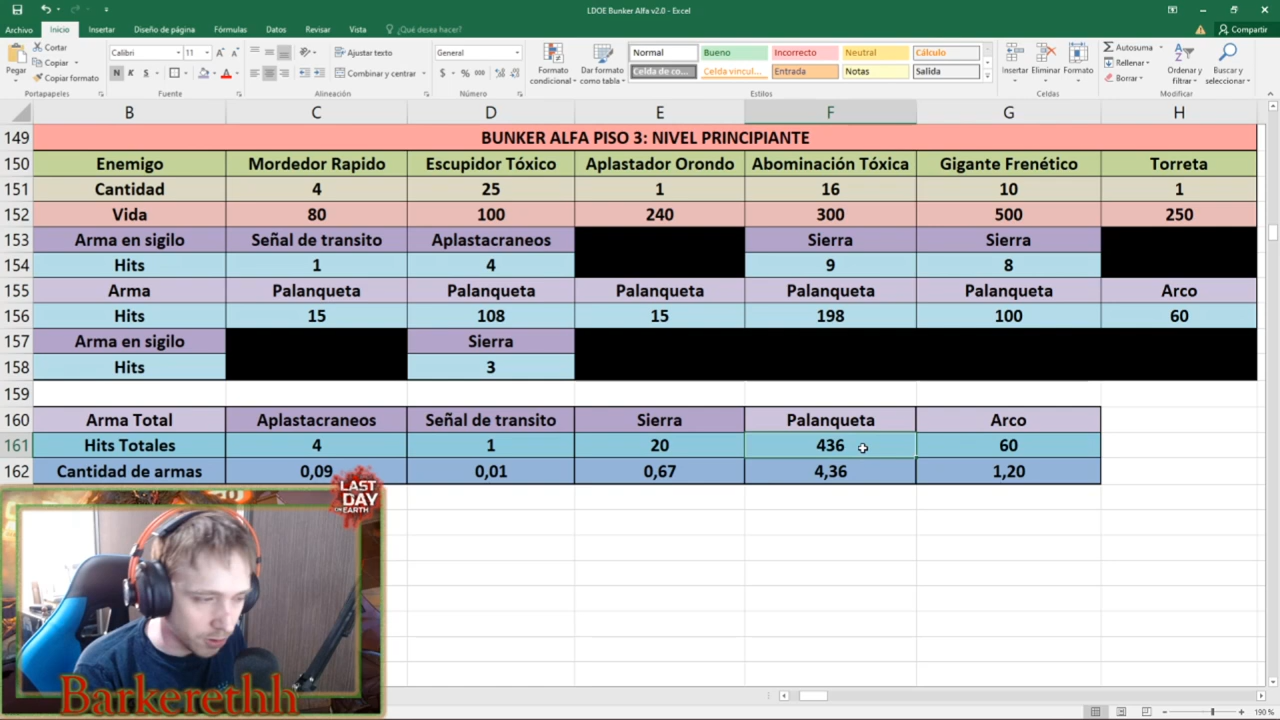 LDOE Bunker Alfa v2.0 - Excel
Archivo Inicio Insertar Diseño de página Fórmulas Datos Revisar Vista ¿Qué desea hacer? Compartir
Pegar Cortar Copiar Copiar formato
Calibri 11
N K S
Ajustar texto
Combinar y centrar
General
$ % 000
Formato condicional Dar formato como tabla
Normal Bueno Incorrecto Neutral Cálculo
Celda de co... Celda vincul... Entrada Notas Salida
Insertar Eliminar Formato
Autosuma
Rellenar
Borrar
Ordenar y filtrar Buscar y seleccionar
Portapapeles Fuente Alineación Número Estilos Celdas Modificar
B C D E F G H
149 BUNKER ALFA PISO 3: NIVEL PRINCIPIANTE
150 Enemigo Mordedor Rapido Escupidor Tóxico Aplastador Orondo Abominación Tóxica Gigante Frenético Torreta
151 Cantidad 4 25 1 16 10 1
152 Vida 80 100 240 300 500 250
153 Arma en sigilo Señal de transito Aplastacraneos Sierra Sierra
154 Hits 1 4 9 8
155 Arma Palanqueta Palanqueta Palanqueta Palanqueta Palanqueta Arco
156 Hits 15 108 15 198 100 60
157 Arma en sigilo Sierra
158 Hits 3
159
160 Arma Total Aplastacraneos Señal de transito Sierra Palanqueta Arco
161 Hits Totales 4 1 20 436 60
162 Cantidad de armas 0,09 0,01 0,67 4,36 1,20
LAST
DAY
ON EARTH
Barkerethh
190 %